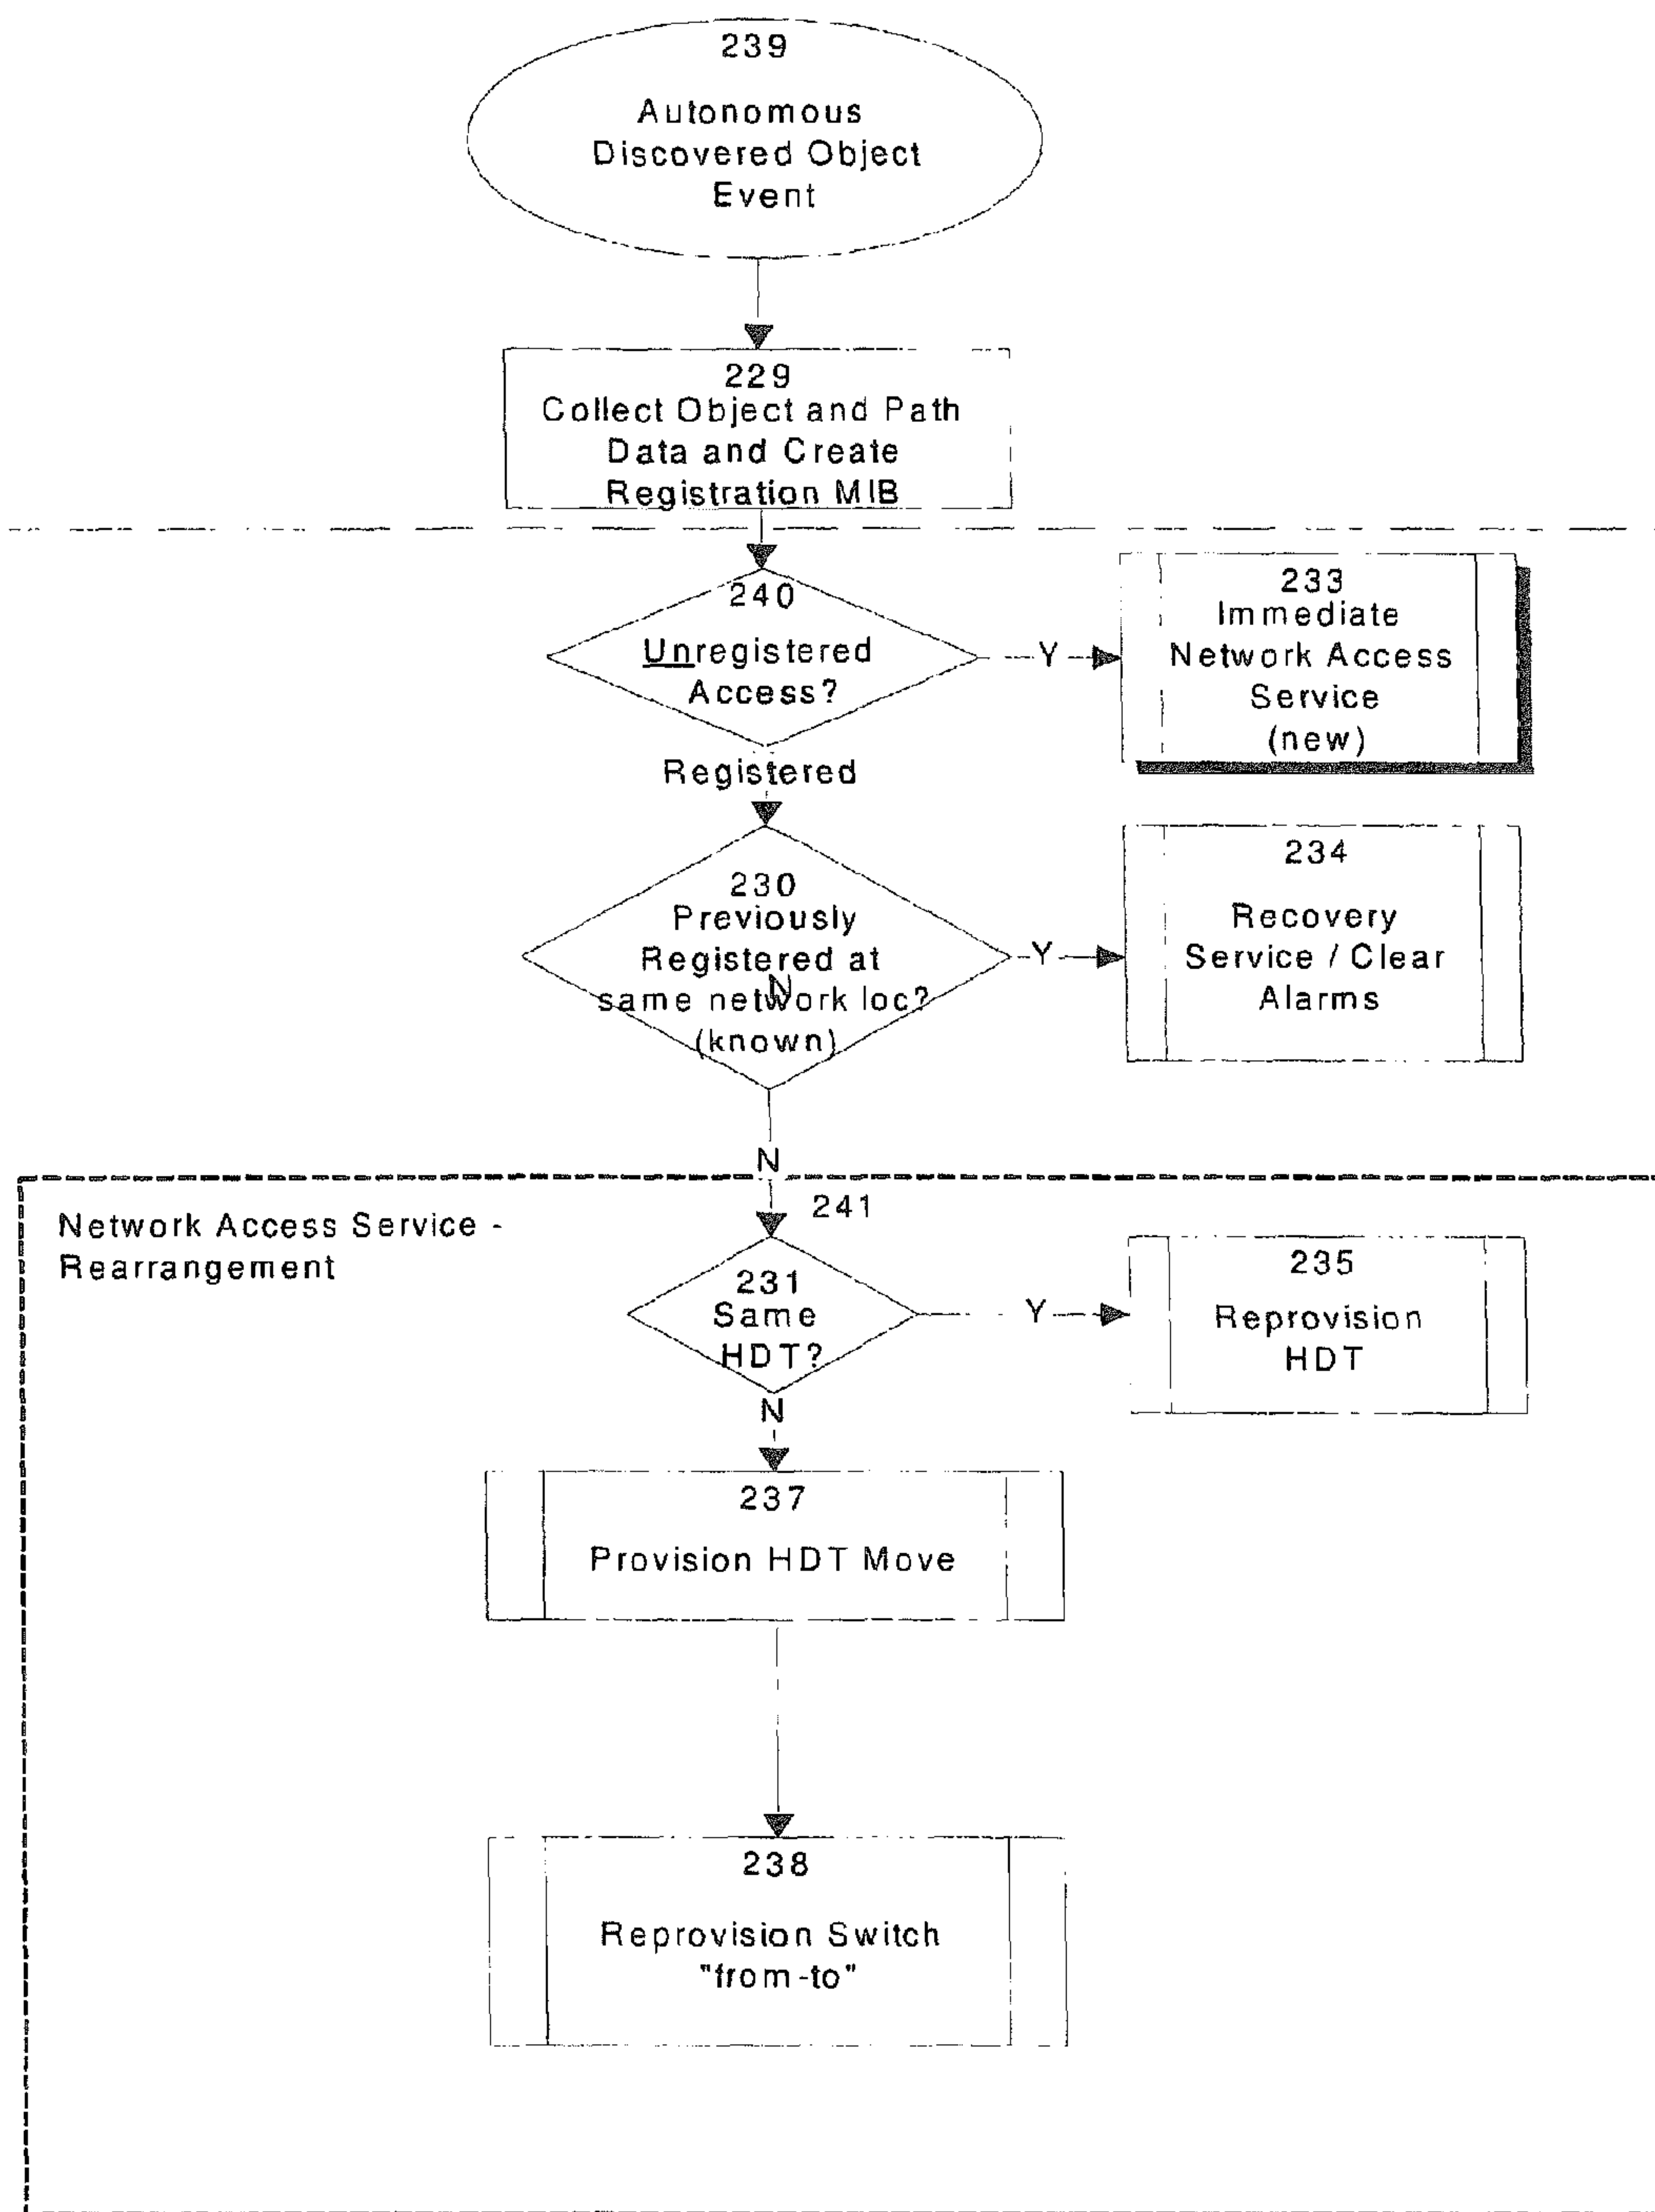 239
Autonomous
Discovered Object
Event
229
Collect Object and Path
Data and Create
Registration MIB
240
Unregistered
Access?
Y
233
Immediate
Network Access
Service
(new)
Registered
230
Previously
Registered at
N
same network loc?
(known)
Y
234
Recovery
Service / Clear
Alarms
N
241
Network Access Service -
Rearrangement
231
Same
HDT?
Y
235
Reprovision
HDT
N
237
Provision HDT Move
238
Reprovision Switch
"from-to"